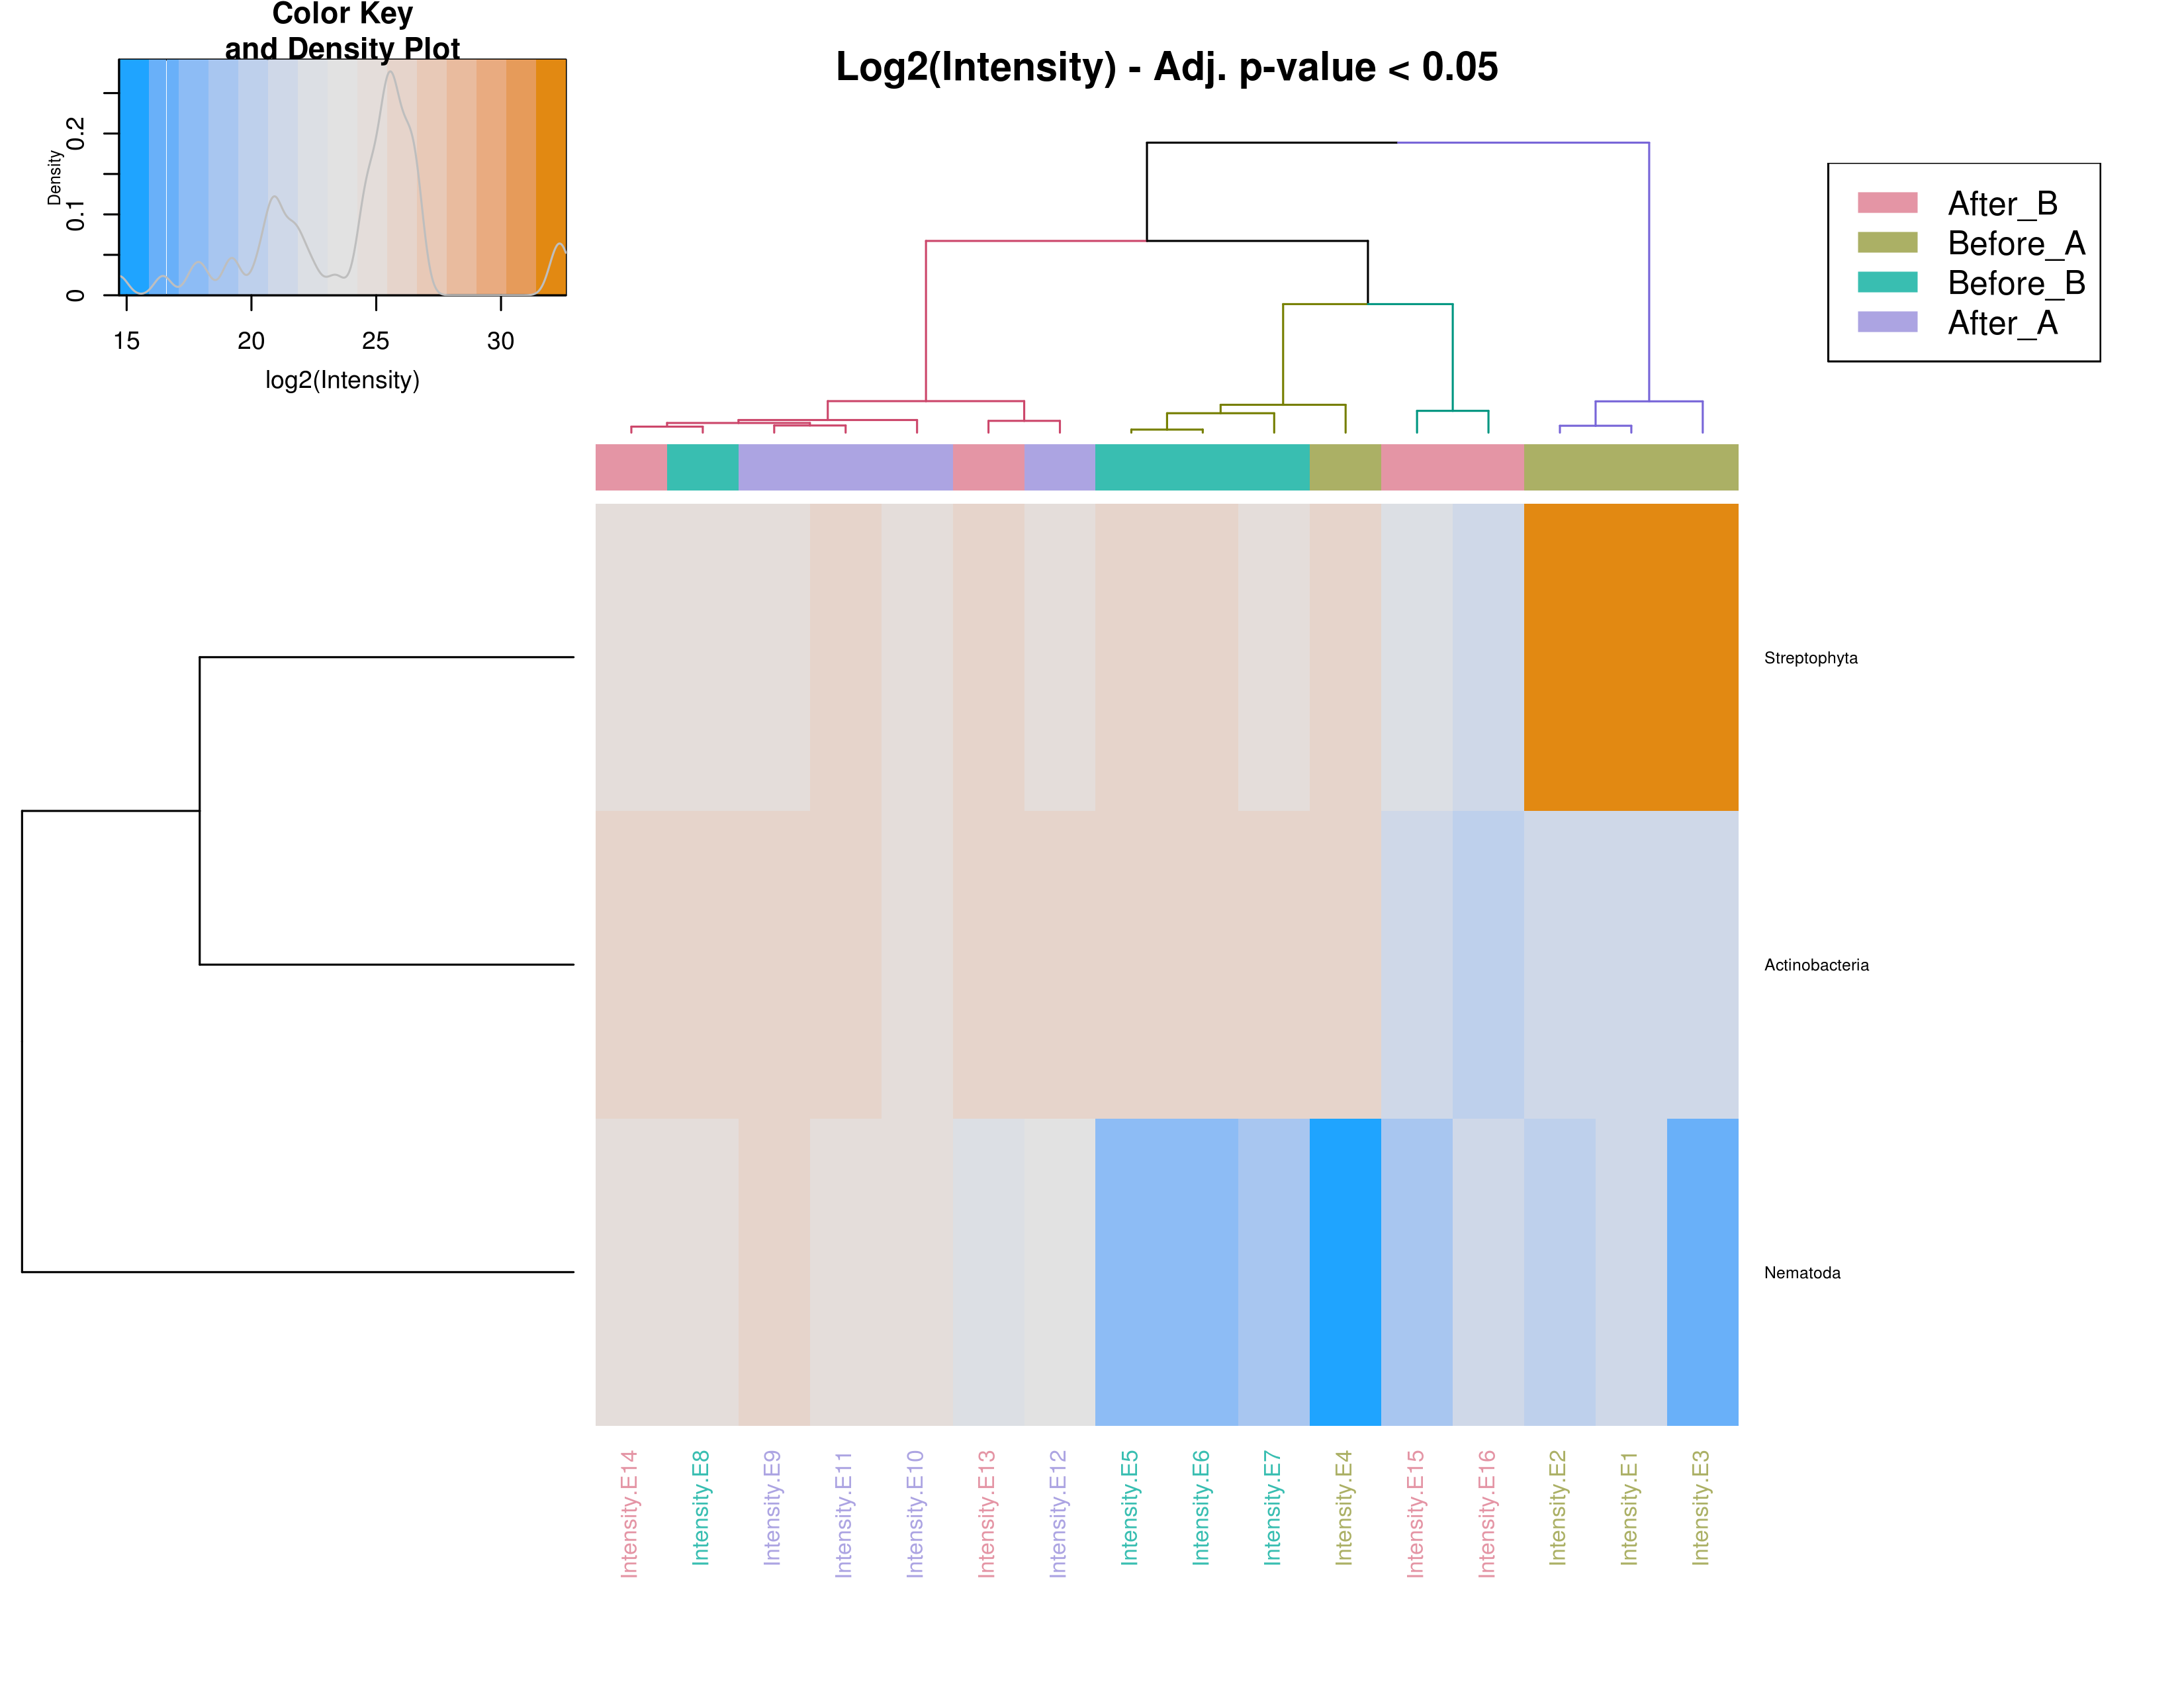 Color Key
and Density Plot
Log2(Intensity) - Adj. p-value < 0.05
Density
0
0.1
0.2
15 20 25 30
log2(Intensity)
After_B
Before_A
Before_B
After_A
Streptophyta
Actinobacteria
Nematoda
Intensity.E14
Intensity.E8
Intensity.E9
Intensity.E11
Intensity.E10
Intensity.E13
Intensity.E12
Intensity.E5
Intensity.E6
Intensity.E7
Intensity.E4
Intensity.E15
Intensity.E16
Intensity.E2
Intensity.E1
Intensity.E3